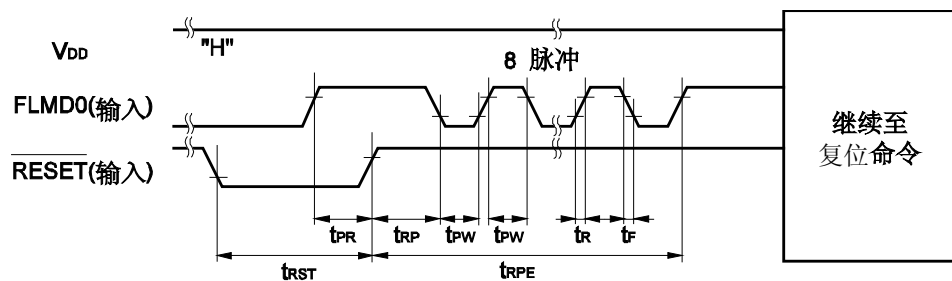 VDD
"H"
8 脉冲
FLMD0(输入)
RESET(输入)
继续至
复位命令
tPR
tRP
tPW
tPW
tR
tF
tRST
tRPE